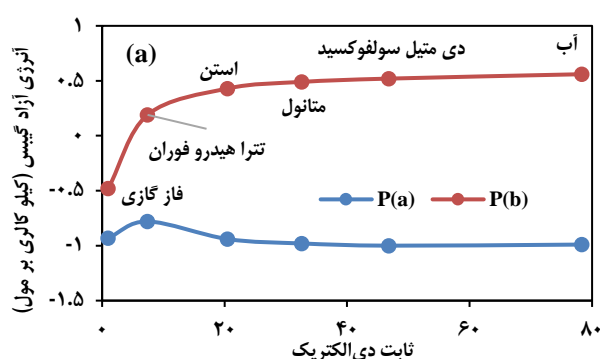 (a)
آب
دی متیل سولفوکسید
استن
متانول
تترا هیدرو فوران
فاز گازی
P(a)
P(b)
۱
۰.۵
۰
-۰.۵
-۱
-۱.۵
۰
۲۰
۴۰
۶۰
۸۰
ثابت دی‌الکتریک
آنرژی آزاد گیبس (کیلو کالری بر مول)